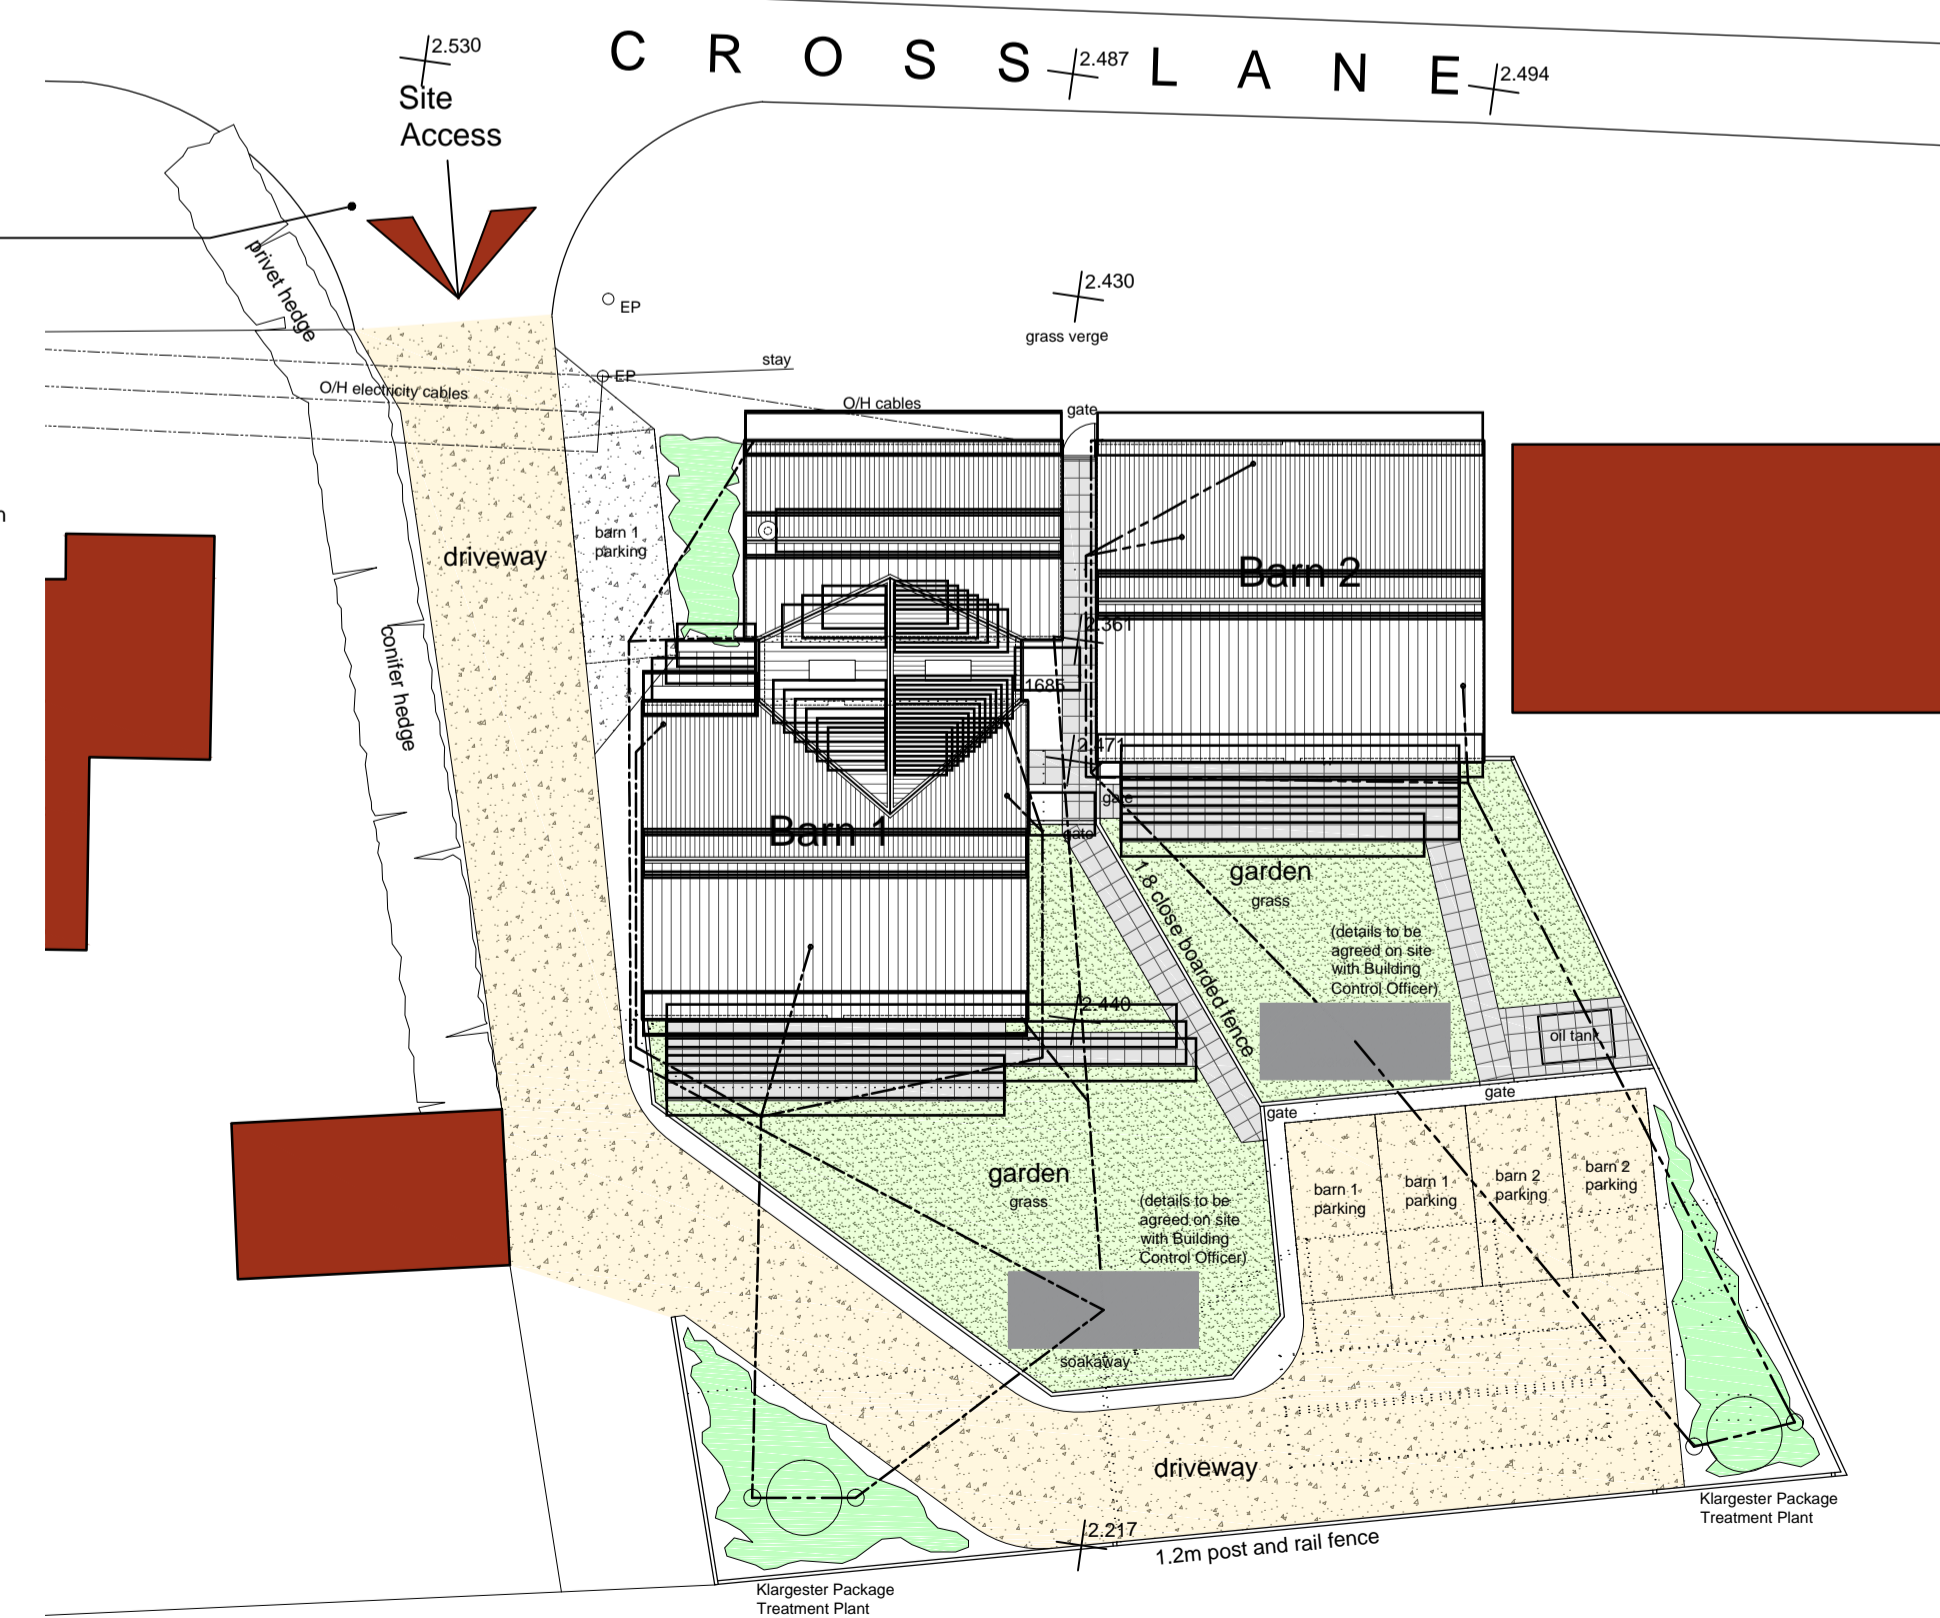 CROSS LANE
2.530
2.487
2.494
Site
Access
2.430
grass verge
privet hedge
EP
EP
stay
O/H electricity cables
O/H cables
gate
barn 1
parking
driveway
Barn 2
2.361
1685
conifer hedge
2.471
gate
gate
Barn 1
1.8 close boarded fence
garden
grass
(details to be
agreed on site
with Building
Control Officer)
2.440
oil tank
gate
gate
garden
grass
(details to be
agreed on site
with Building
Control Officer)
barn 1
parking
barn 1
parking
barn 2
parking
barn 2
parking
soakaway
driveway
2.217
1.2m post and rail fence
Klargester Package
Treatment Plant
Klargester Package
Treatment Plant